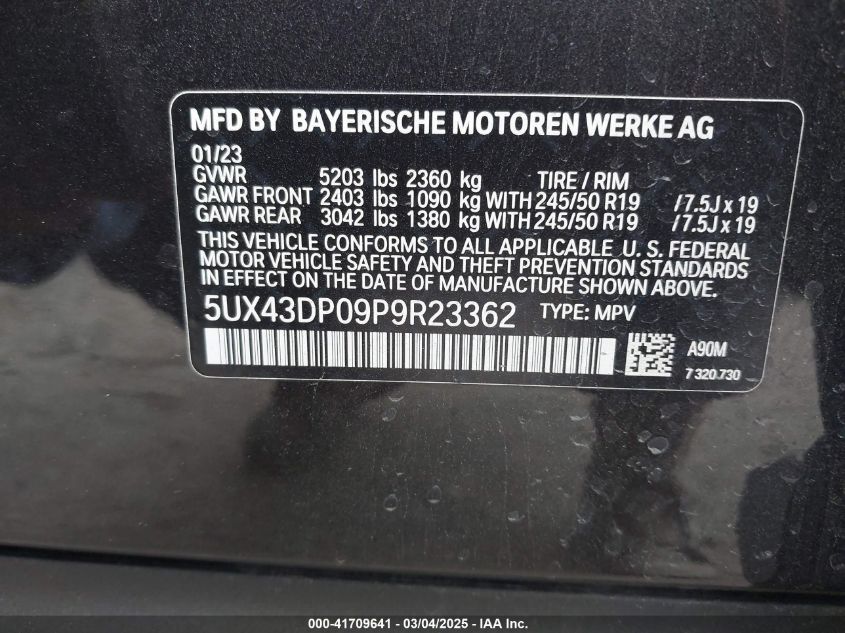 MFD BY BAYERISCHE MOTOREN WERKE AG
01/23
GVWR 5203 lbs 2360 kg TIRE / RIM
GAWR FRONT 2403 lbs 1090 kg WITH 245/50 R19 / 7.5J x 19
GAWR REAR 3042 lbs 1380 kg WITH 245/50 R19 / 7.5J x 19
THIS VEHICLE CONFORMS TO ALL APPLICABLE U. S. FEDERAL
MOTOR VEHICLE SAFETY AND THEFT PREVENTION STANDARDS
IN EFFECT ON THE DATE OF MANUFACTURE SHOWN ABOVE.
5UX43DP09P9R23362 TYPE: MPV
A90M
7 320 730
000-41709641 / 03/04/2025 - IAA Inc.